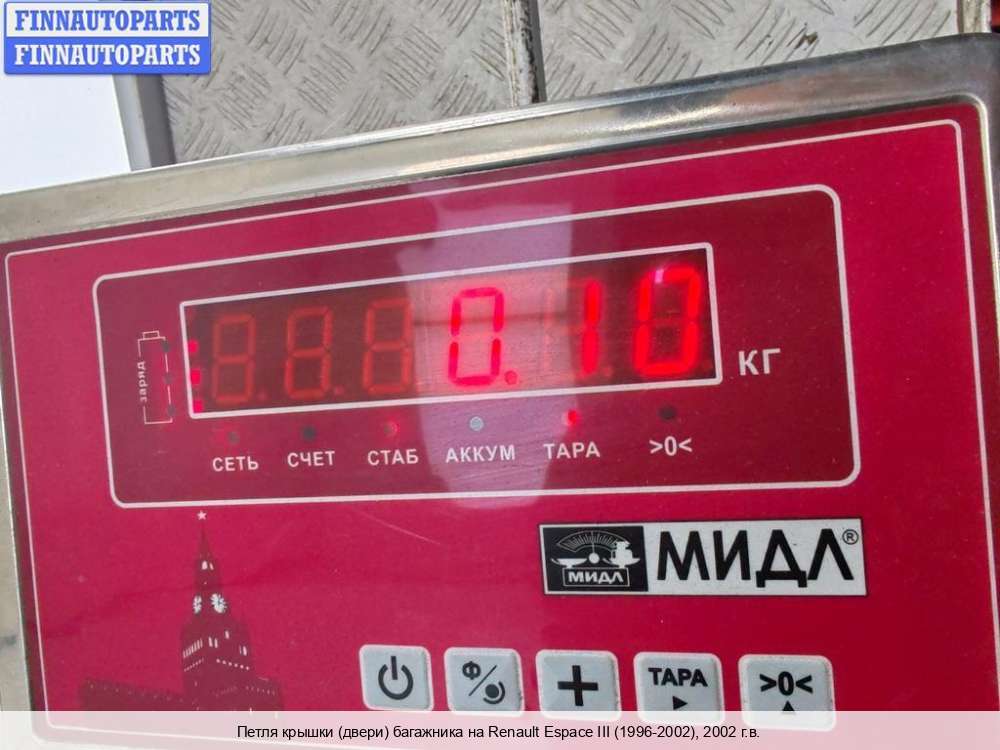 FINNAUTOPARTS
FINNAUTOPARTS
заряд
0.10
КГ
СЕТЬ СЧЕТ СТАБ АККУМ ТАРА >0<
МИДЛ
МИДЛ®
Ф
ТАРА
>0<
Петля крышки (двери) багажника на Renault Espace III (1996-2002), 2002 г.в.